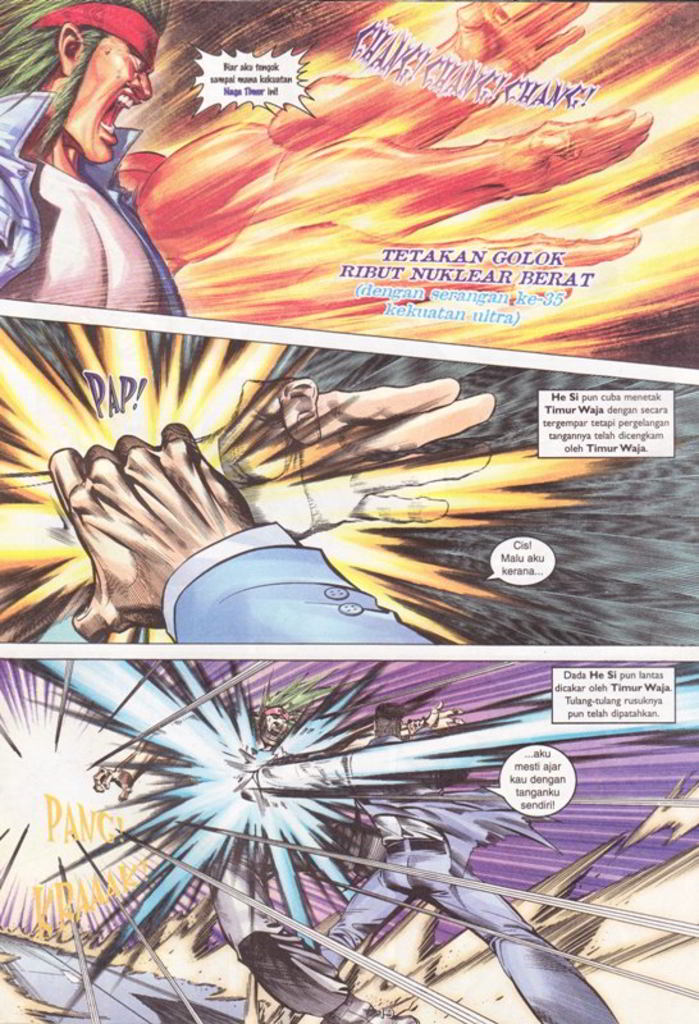 Biar aku tengok
sampai mana kekuatan
Naga Timur ini!
CHANG! CHANG! CHANG!
TETAKAN GOLOK
RIBUT NUKLEAR BERAT
(dengan serangan ke-35
kekuatan ultra)
PAP!
He Si pun cuba menetak
Timur Waja dengan secara
tergempar tetapi pergelangan
tangannya telah dicengkam
oleh Timur Waja.
Cis!
Malu aku
kerana...
Dada He Si pun lantas
dicakar oleh Timur Waja.
Tulang-tulang rusuknya
pun telah dipatahkan.
...aku
mesti ajar
kau dengan
tanganku
sendiri!
PANG!